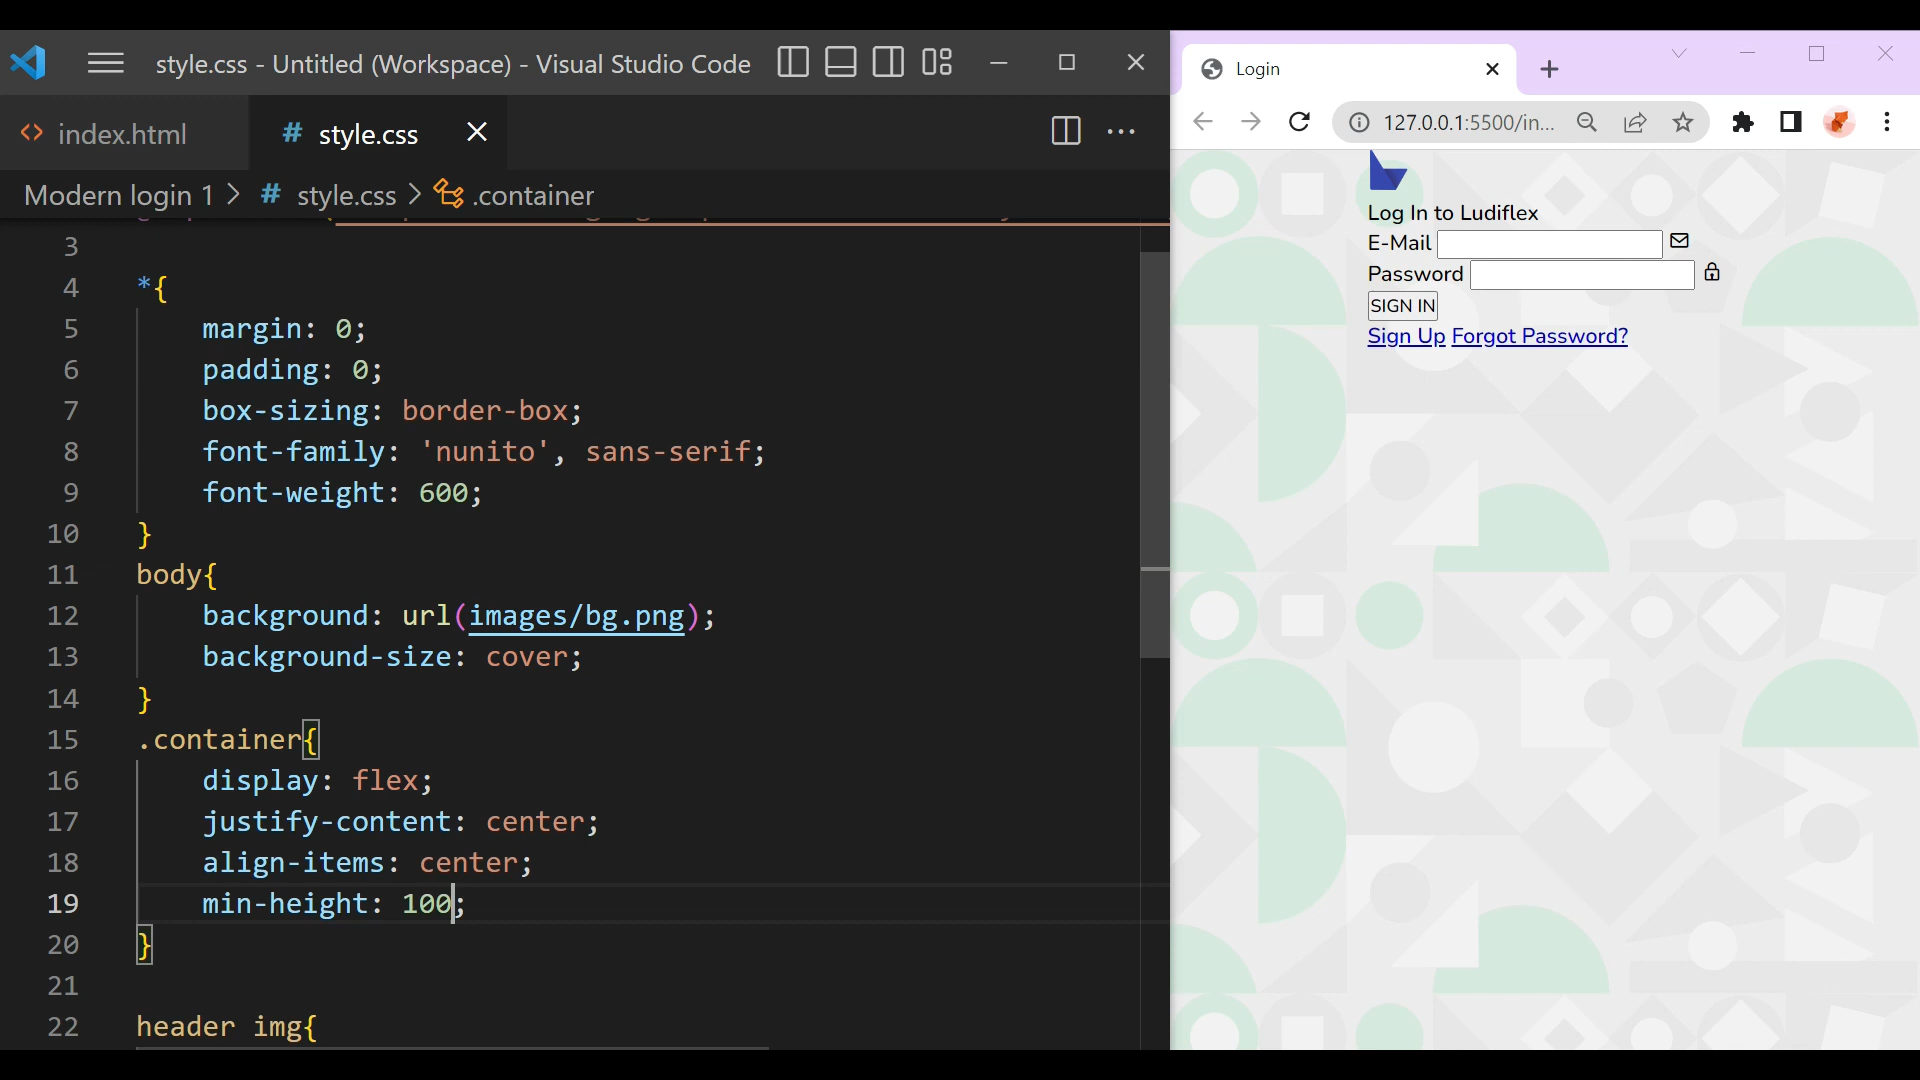 style.css - Untitled (Workspace) - Visual Studio Code
index.html
# style.css
Modern login 1 > # style.css > .container
3
4 *{
5 margin: 0;
6 padding: 0;
7 box-sizing: border-box;
8 font-family: 'nunito', sans-serif;
9 font-weight: 600;
10 }
11 body{
12 background: url(images/bg.png);
13 background-size: cover;
14 }
15 .container{
16 display: flex;
17 justify-content: center;
18 align-items: center;
19 min-height: 100;
20 }
21
22 header img{
Login
127.0.0.1:5500/in...
Log In to Ludiflex
E-Mail
Password
SIGN IN
Sign Up Forgot Password?